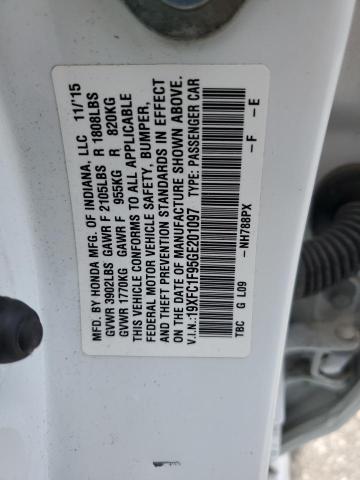 MFD. BY HONDA MFG. OF INDIANA, LLC 11/'15
GVWR 3902LBS GAWR F 2105LBS R 1808LBS
GVWR 1770KG GAWR F 955KG R 820KG
THIS VEHICLE CONFORMS TO ALL APPLICABLE
FEDERAL MOTOR VEHICLE SAFETY, BUMPER,
AND THEFT PREVENTION STANDARDS IN EFFECT
ON THE DATE OF MANUFACTURE SHOWN ABOVE.
V.I.N.:19XFC1F95GE201097 TYPE: PASSENGER CAR
TBC G L09 -NH788PX -F -E